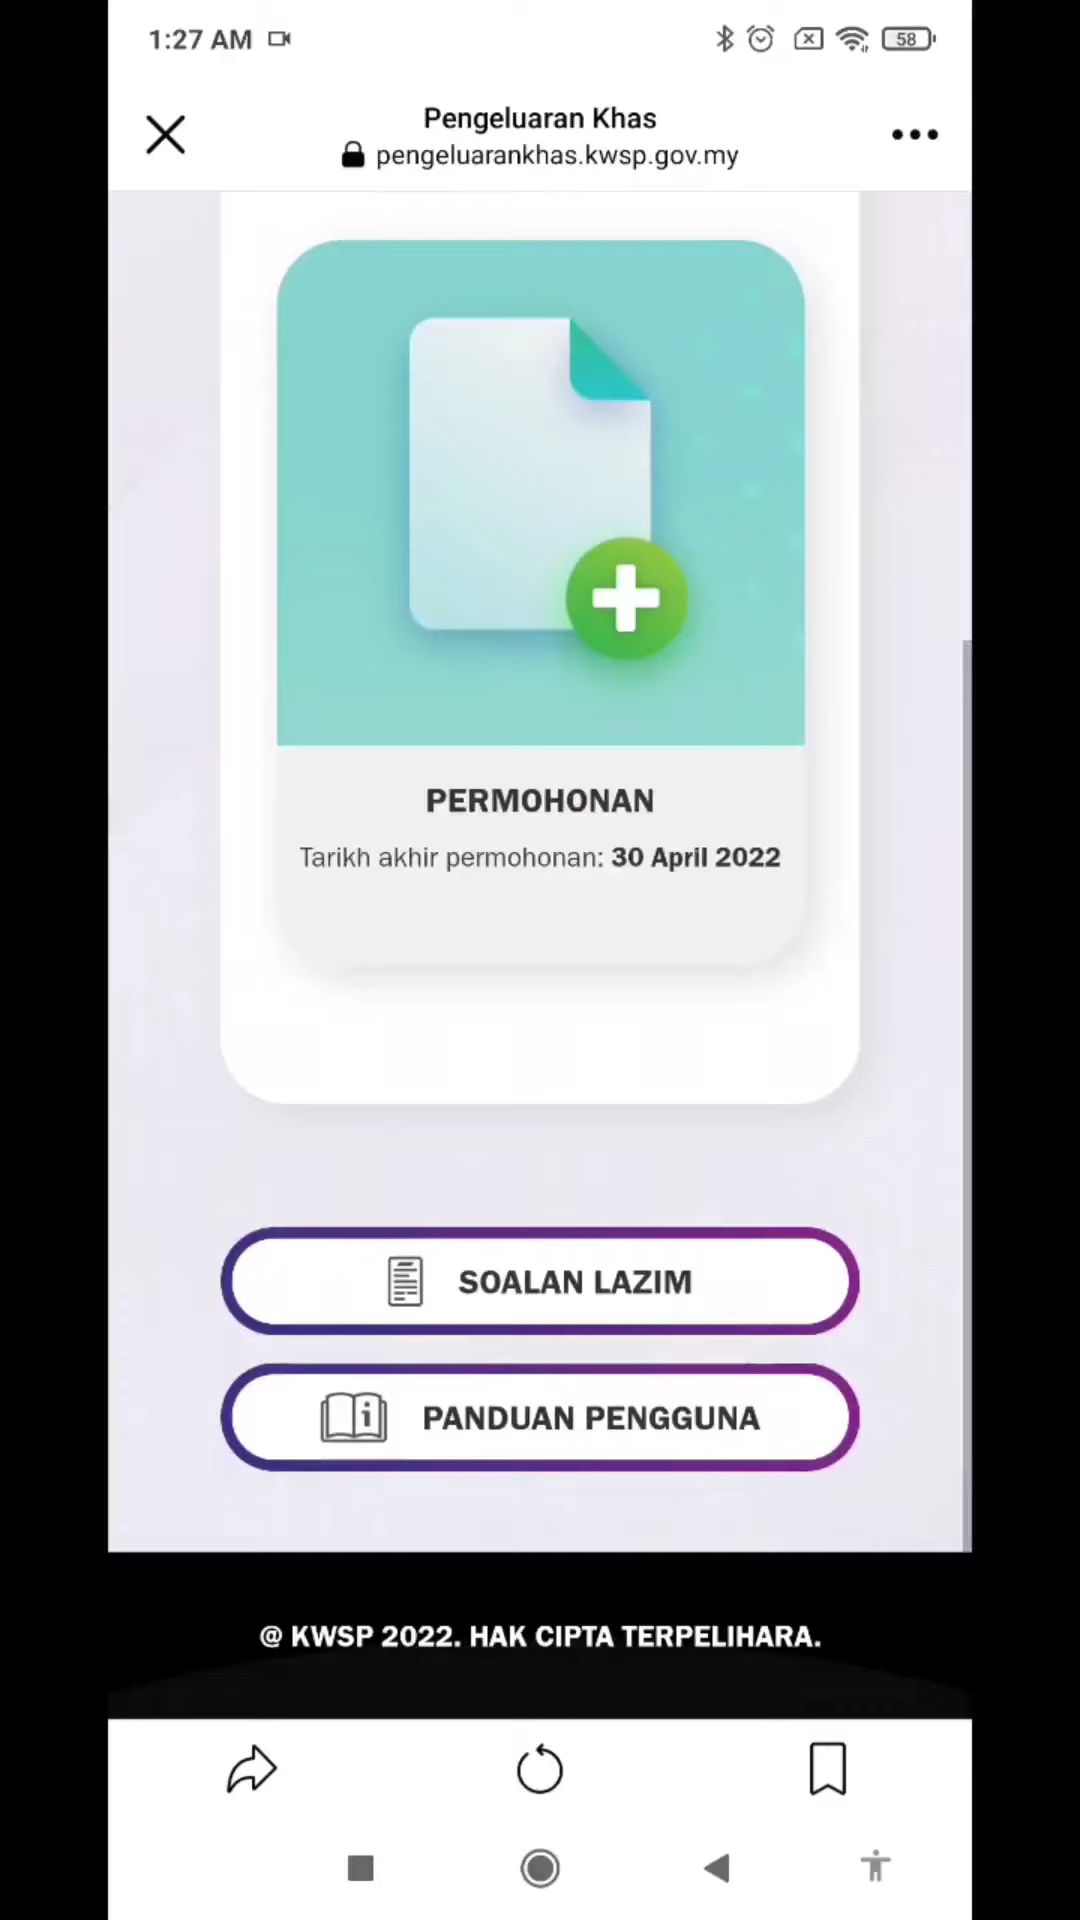 1:27 AM
58
Pengeluaran Khas
pengeluarankhas.kwsp.gov.my
PERMOHONAN
Tarikh akhir permohonan: 30 April 2022
SOALAN LAZIM
PANDUAN PENGGUNA
@ KWSP 2022. HAK CIPTA TERPELIHARA.